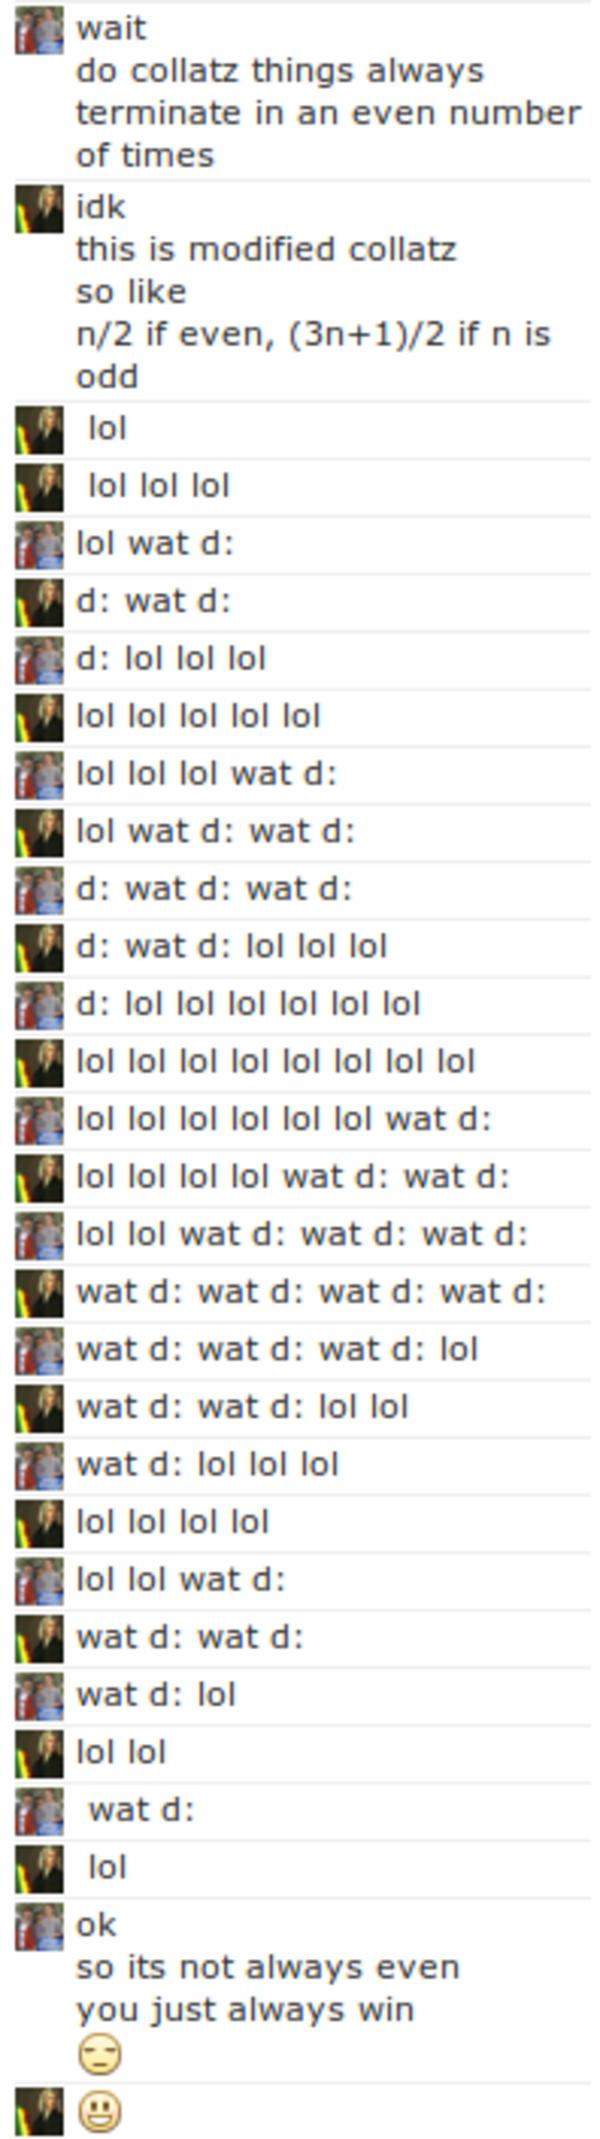 wait
do collatz things always
terminate in an even number
of times
idk
this is modified collatz
so like
n/2 if even, (3n+1)/2 if n is
odd
lol
lol lol lol
lol wat d:
d: wat d:
d: lol lol lol
lol lol lol lol lol
lol lol lol wat d:
lol wat d: wat d:
d: wat d: wat d:
d: wat d: lol lol lol
d: lol lol lol lol lol lol
lol lol lol lol lol lol lol lol
lol lol lol lol lol lol wat d:
lol lol lol lol wat d: wat d:
lol lol wat d: wat d: wat d:
wat d: wat d: wat d: wat d:
wat d: wat d: wat d: lol
wat d: wat d: lol lol
wat d: lol lol lol
lol lol lol lol
lol lol wat d:
wat d: wat d:
wat d: lol
lol lol
wat d:
lol
ok
so its not always even
you just always win